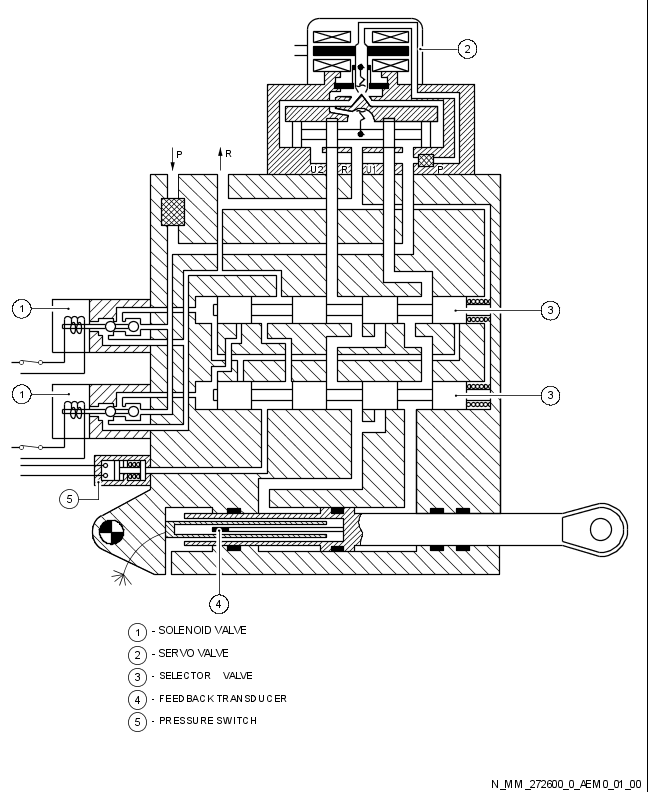 2
P
R
U2
R
U1
P
1
3
1
3
5
4
1 - SOLENOID VALVE
2 - SERVO VALVE
3 - SELECTOR VALVE
4 - FEEDBACK TRANSDUCER
5 - PRESSURE SWITCH
N_MM_272600_0_AEM0_01_00